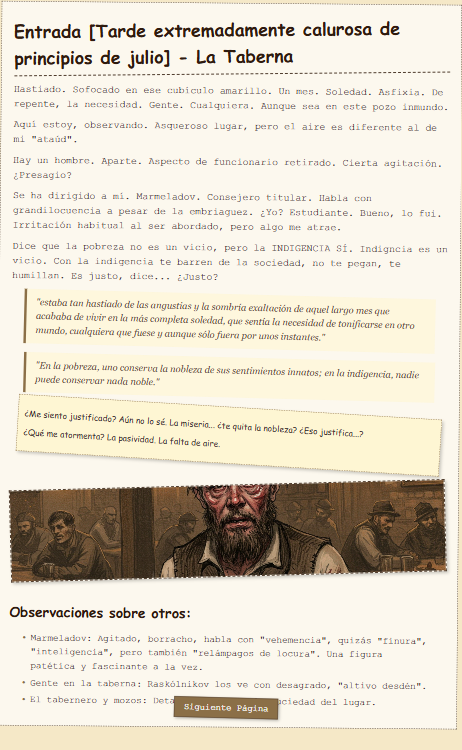 Entrada [Tarde extremadamente calurosa de
principios de julio] - La Taberna
Hastiado. Sofocado en ese cubículo amarillo. Un mes. Soledad. Asfixia. De
repente, la necesidad. Gente. Cualquiera. Aunque sea en este pozo inmundo.
Aquí estoy, observando. Asqueroso lugar, pero el aire es diferente al de
mi "ataúd".
Hay un hombre. Aparte. Aspecto de funcionario retirado. Cierta agitación.
¿Presagio?
Se ha dirigido a mí. Marmeladov. Consejero titular. Habla con
grandilocuencia a pesar de la embriaguez. ¿Yo? Estudiante. Bueno, lo fui.
Irritación habitual al ser abordado, pero algo me atrae.
Dice que la pobreza no es un vicio, pero la INDIGENCIA SÍ. Indigncia es un
vicio. Con la indigencia te barren de la sociedad, no te pegan, te
humillan. Es justo, dice... ¿Justo?
"estaba tan hastiado de las angustias y la sombría exaltación de aquel largo mes que
acababa de vivir en la más completa soledad, que sentía la necesidad de tonificarse en otro
mundo, cualquiera que fuese y aunque sólo fuera por unos instantes."
"En la pobreza, uno conserva la nobleza de sus sentimientos innatos; en la indigencia, nadie
puede conservar nada noble."
¿Me siento justificado? Aún no lo sé. La miseria... ¿te quita la nobleza? ¿Eso justifica...?
¿Qué me atormenta? La pasividad. La falta de aire.
Observaciones sobre otros:
• Marmeladov: Agitado, borracho, habla con "vehemencia", quizás "finura",
"inteligencia", pero también "relámpagos de locura". Una figura
patética y fascinante a la vez.
• Gente en la taberna: Raskólnikov los ve con desagrado, "altivo desdén".
• El tabernero y mozos: del lugar.
Siguiente Página